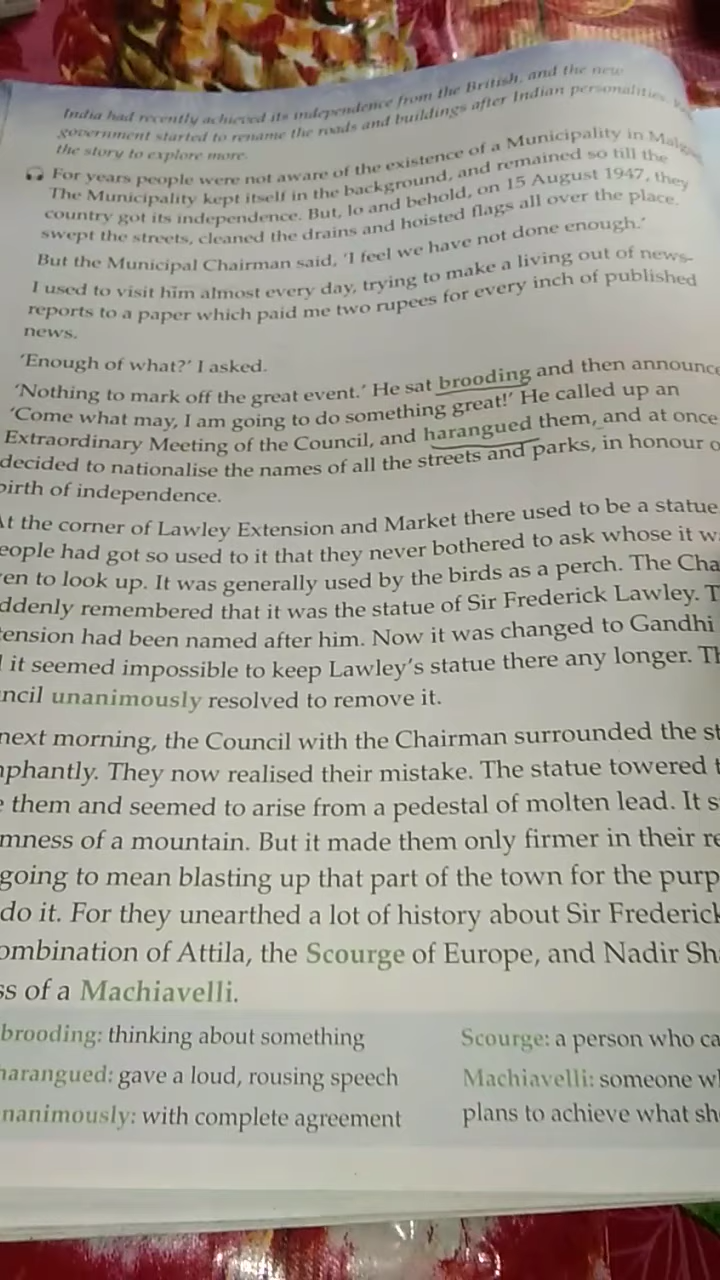 India had recently achieved its independence from the British, and the new
government started to rename the roads and buildings after Indian personalities.
the story to explore more.
For years people were not aware of the existence of a Municipality in
The Municipality kept itself in the background, and remained so till the
country got its independence. But, lo and behold, on 15 August 1947, they
swept the streets, cleaned the drains and hoisted flags all over the place.
But the Municipal Chairman said, 'I feel we have not done enough.'
I used to visit him almost every day, trying to make a living out of news-
reports to a paper which paid me two rupees for every inch of published
news.
'Enough of what?' I asked.
'Nothing to mark off the great event.' He sat brooding and then announce
'Come what may, I am going to do something great!' He called up an
Extraordinary Meeting of the Council, and harangued them, and at once
decided to nationalise the names of all the streets and parks, in honour o
birth of independence.
At the corner of Lawley Extension and Market there used to be a statue
eople had got so used to it that they never bothered to ask whose it w
en to look up. It was generally used by the birds as a perch. The Cha
ddenly remembered that it was the statue of Sir Frederick Lawley. T
tension had been named after him. Now it was changed to Gandhi
it seemed impossible to keep Lawley's statue there any longer. Th
ncil unanimously resolved to remove it.
next morning, the Council with the Chairman surrounded the st
mphantly. They now realised their mistake. The statue towered t
e them and seemed to arise from a pedestal of molten lead. It s
mness of a mountain. But it made them only firmer in their re
going to mean blasting up that part of the town for the purp
do it. For they unearthed a lot of history about Sir Frederick
ombination of Attila, the Scourge of Europe, and Nadir Sh
ss of a Machiavelli.
brooding: thinking about something
harangued: gave a loud, rousing speech
nanimously: with complete agreement
Scourge: a person who ca
Machiavelli: someone wh
plans to achieve what sh